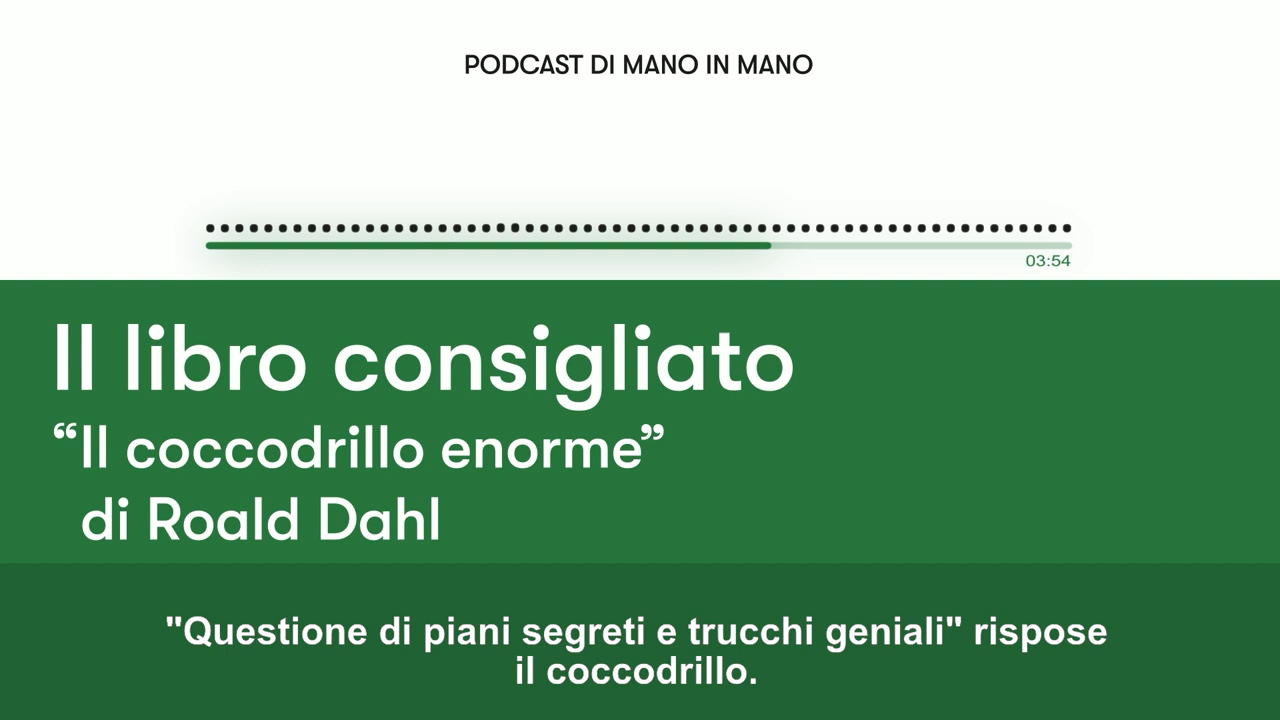 PODCAST DI MANO IN MANO
03:54
Il libro consigliato
“Il coccodrillo enorme”
di Roald Dahl
"Questione di piani segreti e trucchi geniali" rispose
il coccodrillo.